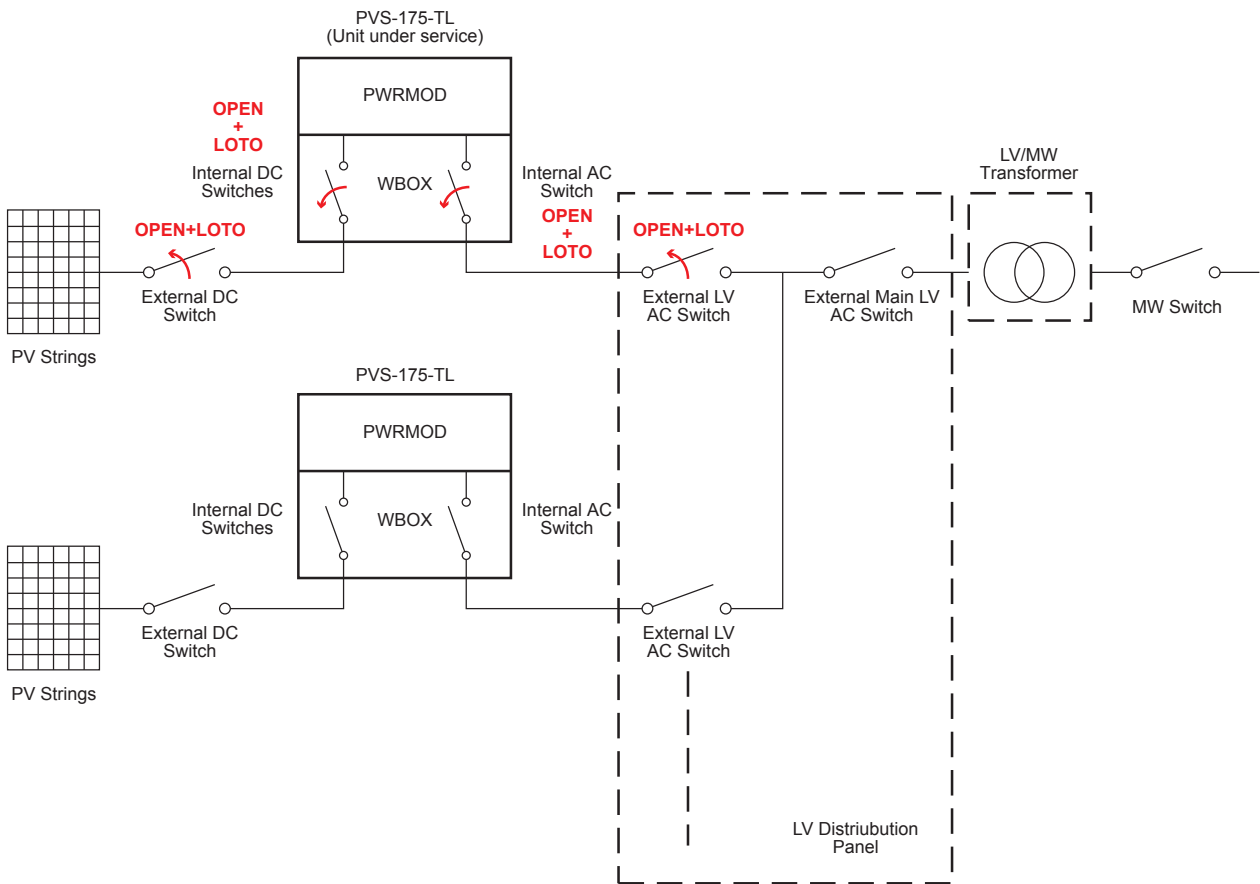 PVS-175-TL
(Unit under service)
PWRMOD
OPEN
+
LOTO
Internal DC
Switches
WBOX
Internal AC
Switch
OPEN
+
LOTO
LV/MW
Transformer
OPEN+LOTO
OPEN+LOTO
External DC
Switch
External LV
AC Switch
External Main LV
AC Switch
MW Switch
PV Strings
PVS-175-TL
PWRMOD
Internal DC
Switches
WBOX
Internal AC
Switch
External DC
Switch
External LV
AC Switch
PV Strings
LV Distriubution
Panel